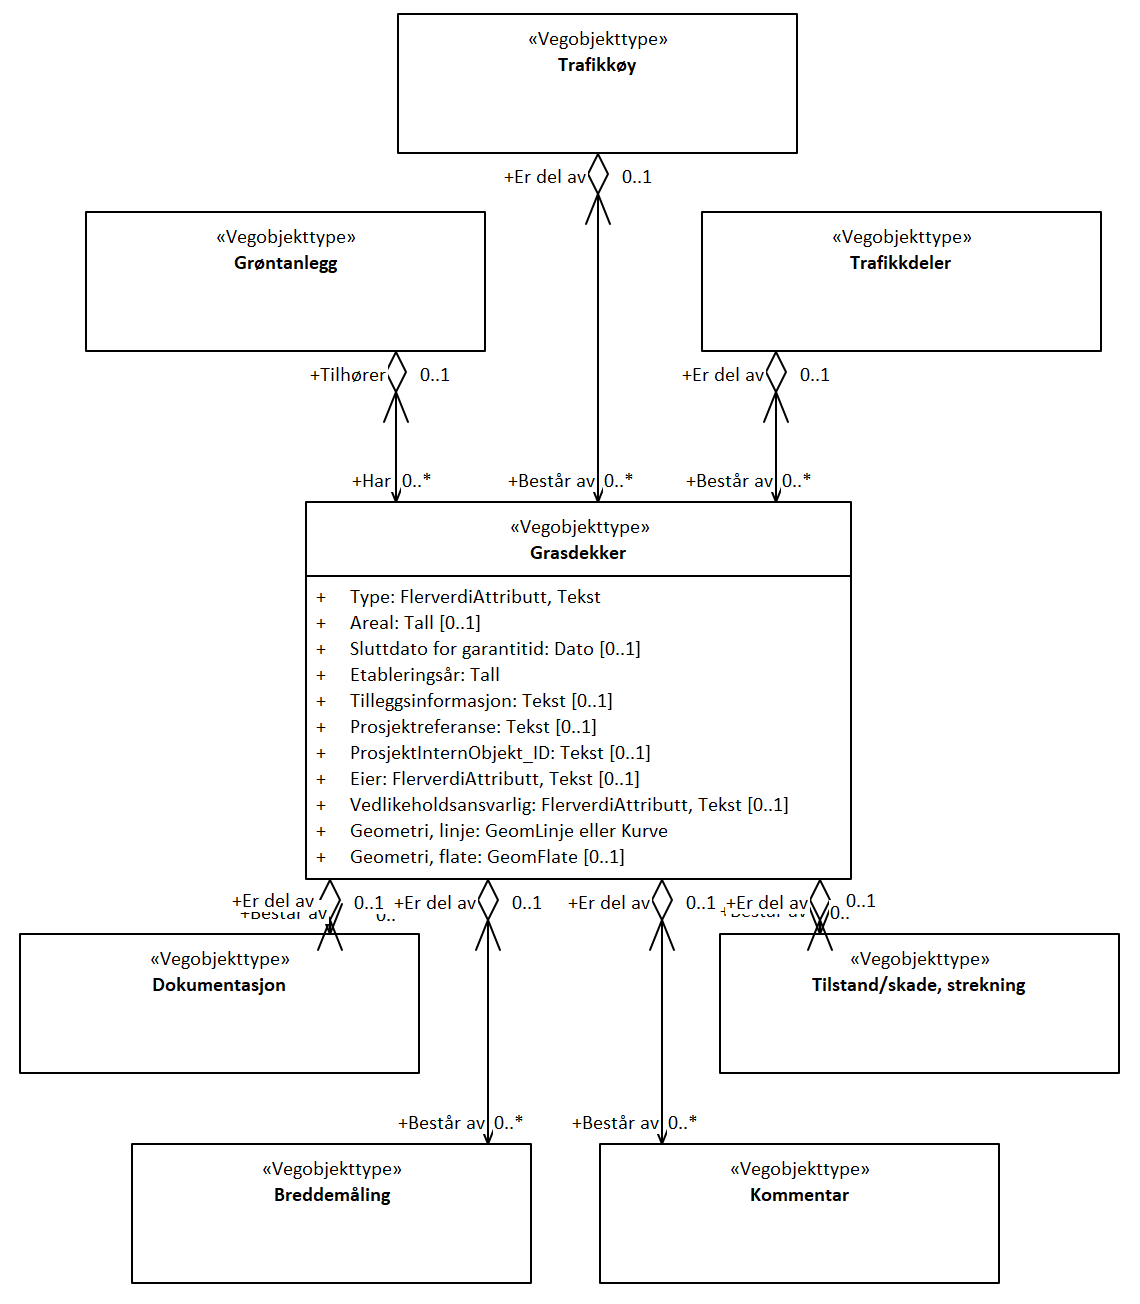 «Vegobjekttype»
Trafikkøy
+Er del av 0..1
«Vegobjekttype»
Grøntanlegg
«Vegobjekttype»
Trafikkdeler
+Tilhører 0..1
+Er del av 0..1
+Har 0..*
+Består av 0..*
+Består av 0..*
«Vegobjekttype»
Grasdekker
+ Type: FlerverdiAttributt, Tekst
+ Areal: Tall [0..1]
+ Sluttdato for garantitid: Dato [0..1]
+ Etableringsår: Tall
+ Tilleggsinformasjon: Tekst [0..1]
+ Prosjektreferanse: Tekst [0..1]
+ ProsjektInternObjekt_ID: Tekst [0..1]
+ Eier: FlerverdiAttributt, Tekst [0..1]
+ Vedlikeholdsansvarlig: FlerverdiAttributt, Tekst [0..1]
+ Geometri, linje: GeomLinje eller Kurve
+ Geometri, flate: GeomFlate [0..1]
+Er del av 0..1
+Er del av 0..1
+Er del av 0..1
+Er del av 0..1
+Består av 0..
+Består av 0..
«Vegobjekttype»
Dokumentasjon
«Vegobjekttype»
Tilstand/skade, strekning
+Består av 0..*
+Består av 0..*
«Vegobjekttype»
Breddemåling
«Vegobjekttype»
Kommentar